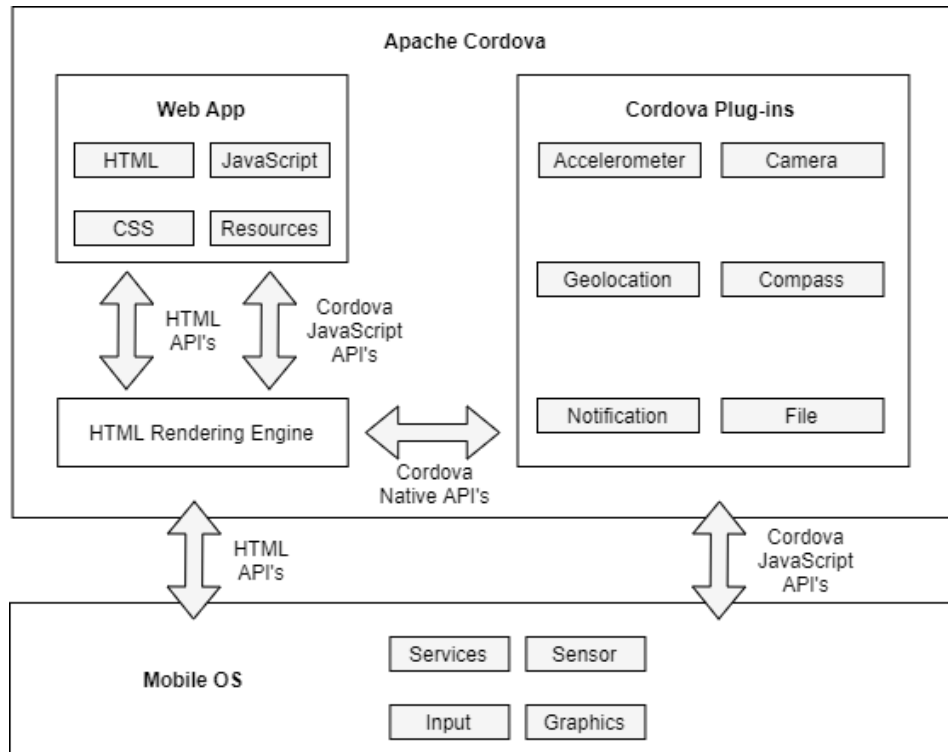 Apache Cordova
Web App
HTML
JavaScript
CSS
Resources
Cordova Plug-ins
Accelerometer
Camera
Geolocation
Compass
Notification
File
HTML
API's
Cordova
JavaScript
API's
HTML Rendering Engine
Cordova
Native API's
HTML
API's
Cordova
JavaScript
API's
Mobile OS
Services
Sensor
Input
Graphics